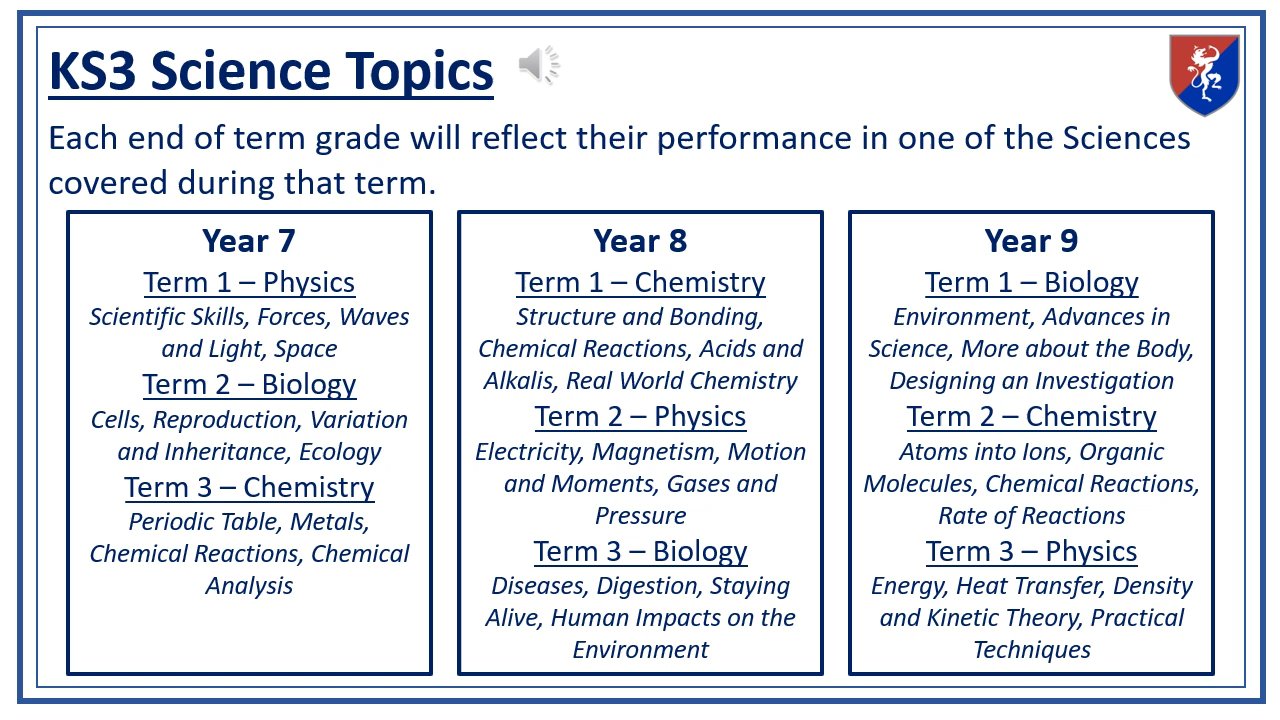 KS3 Science Topics
Each end of term grade will reflect their performance in one of the Sciences
covered during that term.
Year 7
Term 1 – Physics
Scientific Skills, Forces, Waves
and Light, Space
Term 2 – Biology
Cells, Reproduction, Variation
and Inheritance, Ecology
Term 3 – Chemistry
Periodic Table, Metals,
Chemical Reactions, Chemical
Analysis
Year 8
Term 1 – Chemistry
Structure and Bonding,
Chemical Reactions, Acids and
Alkalis, Real World Chemistry
Term 2 – Physics
Electricity, Magnetism, Motion
and Moments, Gases and
Pressure
Term 3 – Biology
Diseases, Digestion, Staying
Alive, Human Impacts on the
Environment
Year 9
Term 1 – Biology
Environment, Advances in
Science, More about the Body,
Designing an Investigation
Term 2 – Chemistry
Atoms into Ions, Organic
Molecules, Chemical Reactions,
Rate of Reactions
Term 3 – Physics
Energy, Heat Transfer, Density
and Kinetic Theory, Practical
Techniques